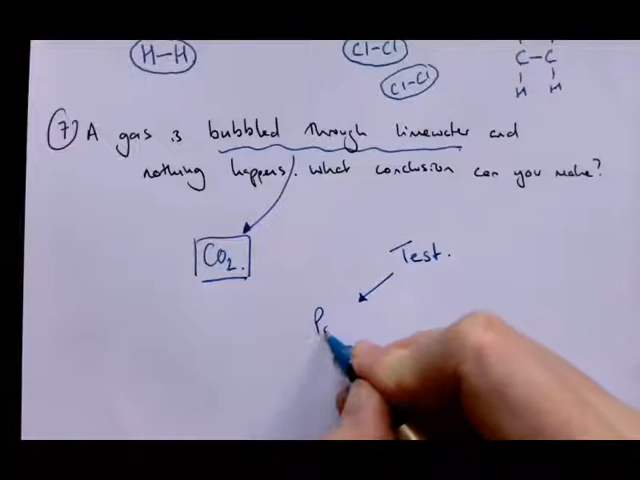 H-H
Cl-Cl
Cl-Cl
C-C
H H
(7) A gas is bubbled through limewater and
nothing happens. What conclusion can you make?
CO2.
Test.